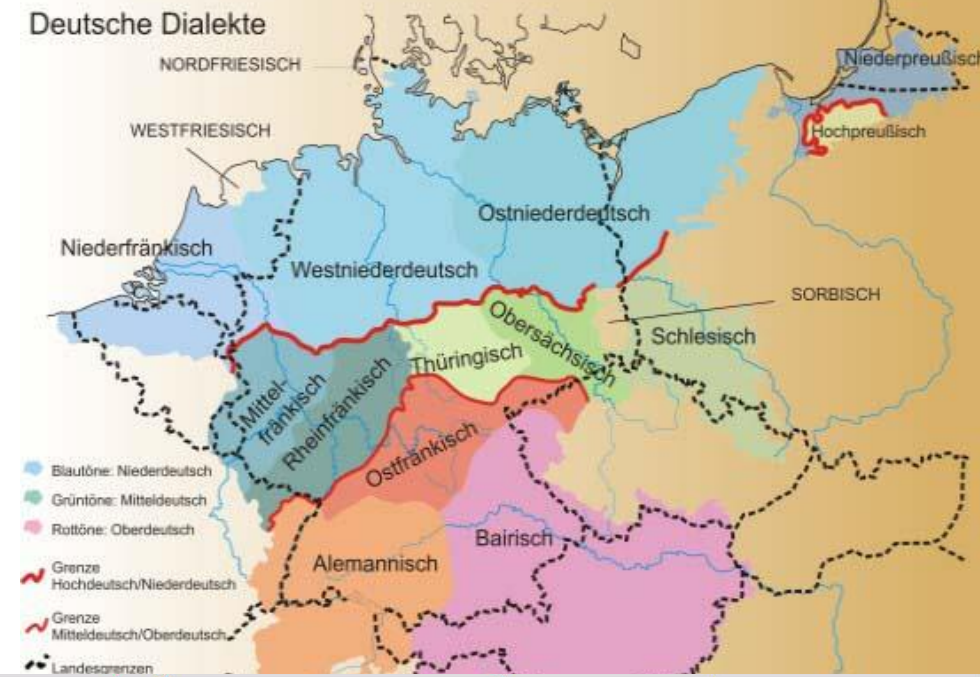 Deutsche Dialekte
NORDFRIESISCH
Niederpreußisch
WESTFRIESISCH
Hochpreußisch
Ostniederdeutsch
Niederfränkisch
Westniederdeutsch
SORBISCH
Obersächsisch
Schlesisch
Thüringisch
Mittel-
fränkisch
Rheinfränkisch
Ostfränkisch
Blautöne: Niederdeutsch
Grüntöne: Mitteldeutsch
Rottöne: Oberdeutsch
Bairisch
Alemannisch
Grenze
Hochdeutsch/Niederdeutsch
Grenze
Mitteldeutsch/Oberdeutsch
Landesgrenzen